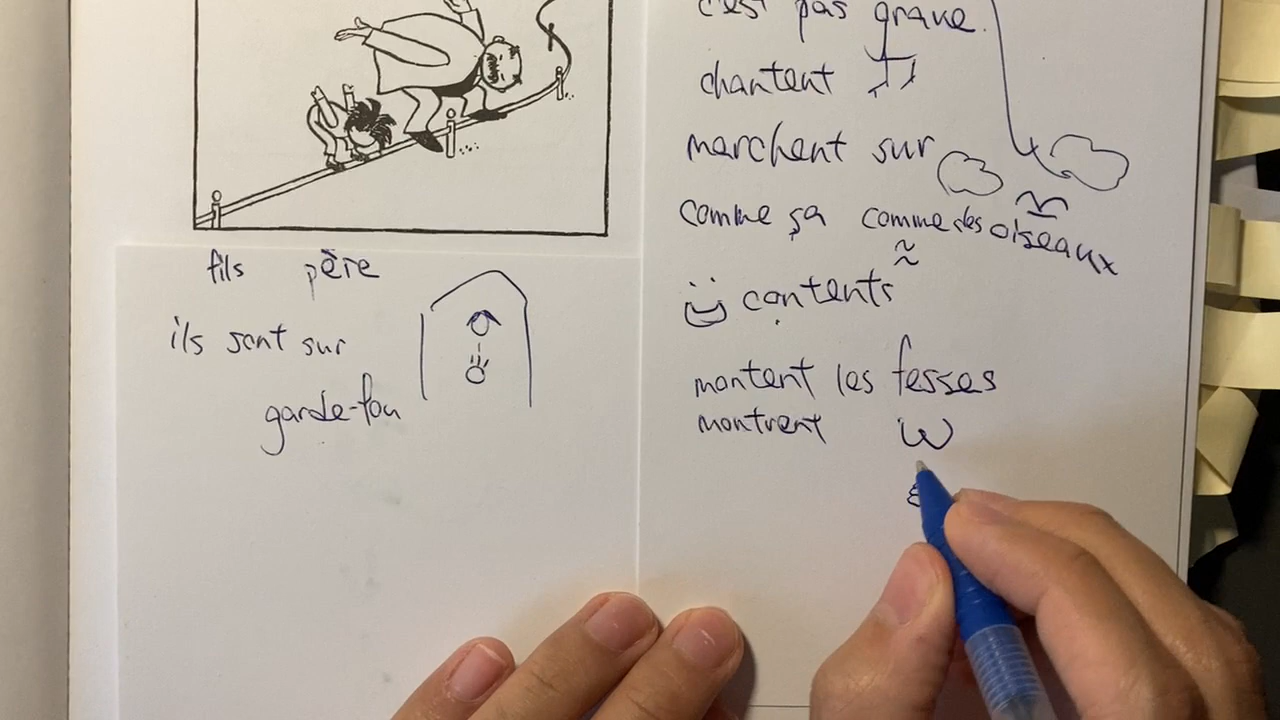 fils père
ils sont sur
garde-fou
c'est pas grave.
chantent
marchent sur
comme ça comme des oiseaux
contents
montent les fesses
montrent